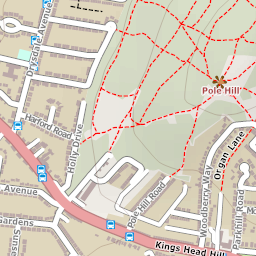 Drysdale Avenue
Pole Hill
Harford Road
Holly Drive
Organ Lane
Woodberry Way
Parkhill Road
Pole Hill Road
Avenue
Gardens
Kings Head Hill